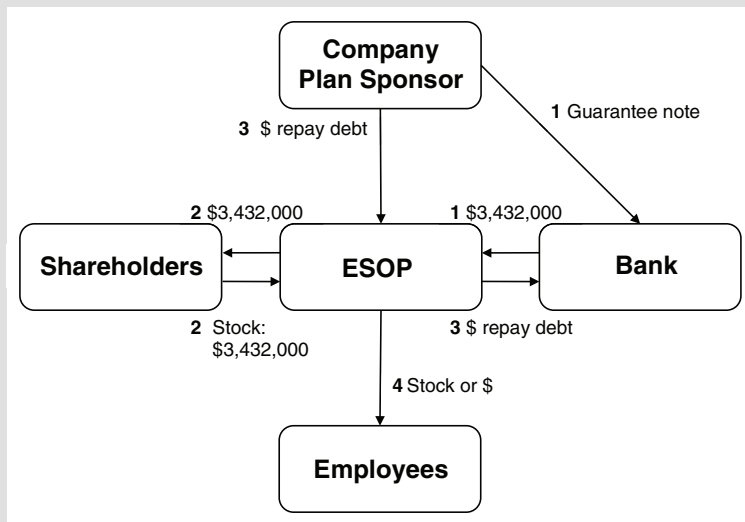 Company
Plan Sponsor
1 Guarantee note
3 $ repay debt
2 $3,432,000
1 $3,432,000
Shareholders
ESOP
Bank
2 Stock:
$3,432,000
3 $ repay debt
4 Stock or $
Employees